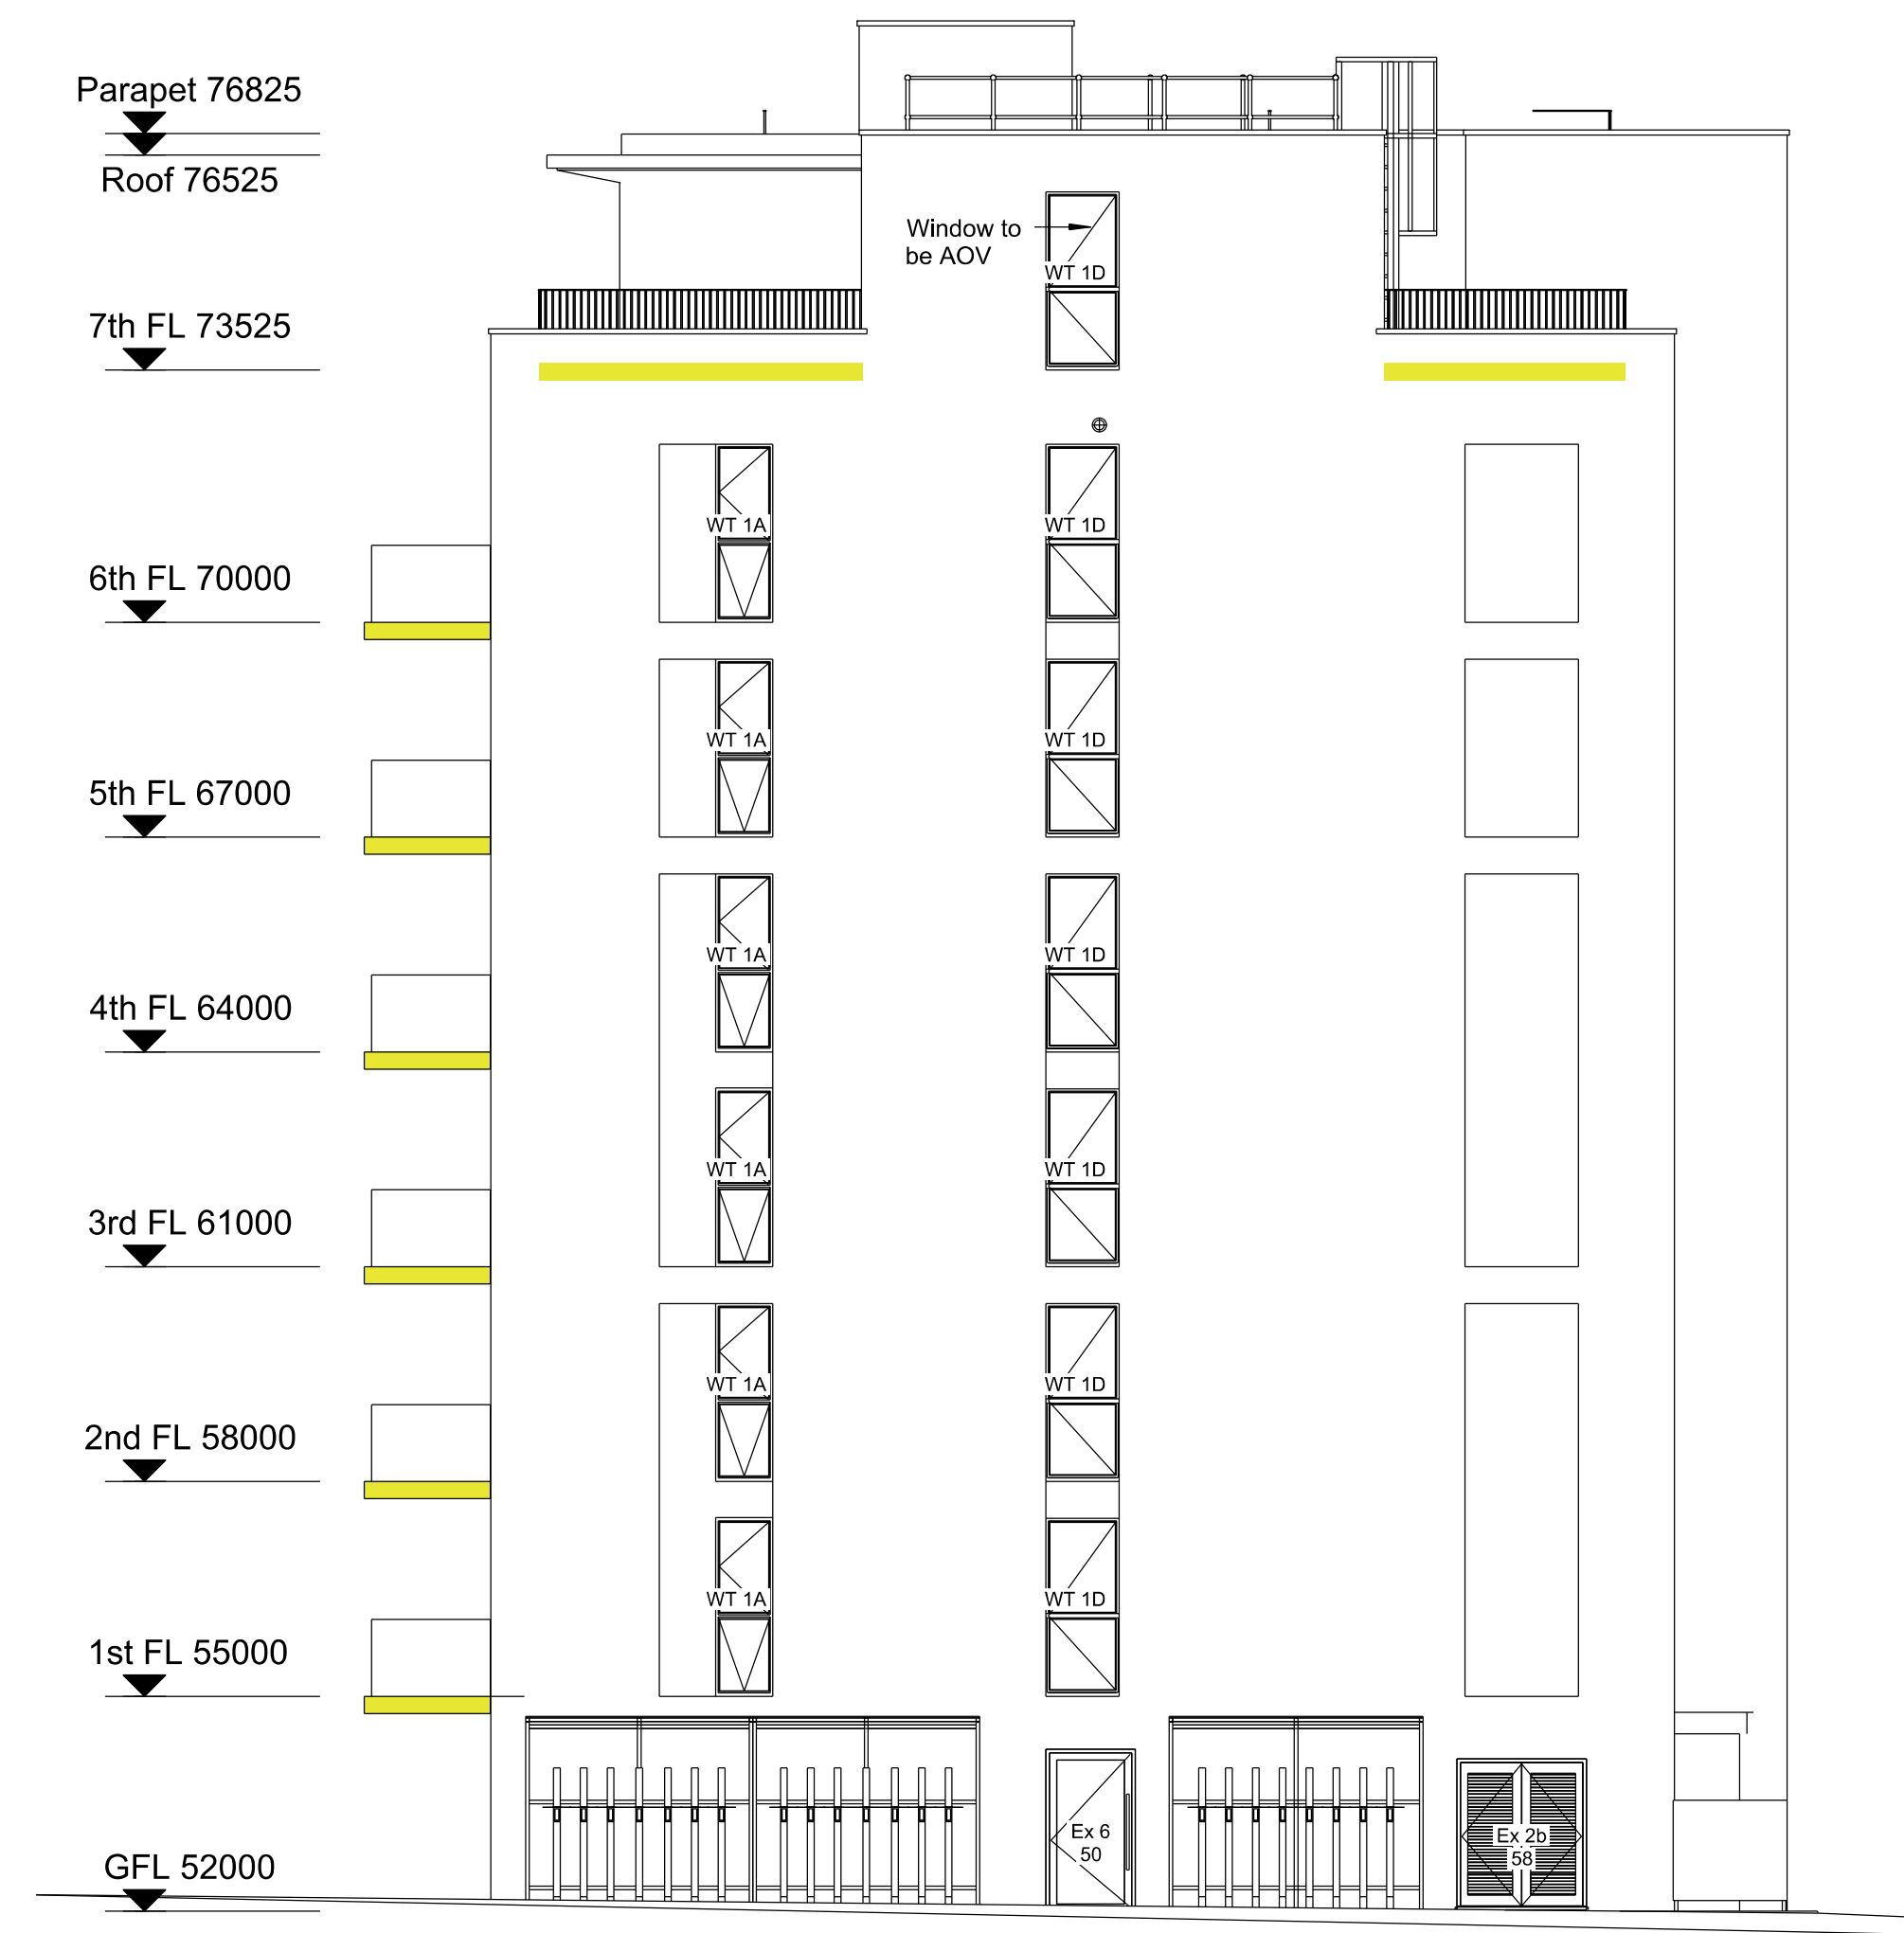 Parapet 76825
Roof 76525
Window to
be AOV
WT 1D
7th FL 73525
WT 1A
WT 1D
6th FL 70000
WT 1A
WT 1D
5th FL 67000
WT 1A
WT 1D
4th FL 64000
WT 1A
WT 1D
3rd FL 61000
WT 1A
WT 1D
2nd FL 58000
WT 1A
WT 1D
1st FL 55000
Ex 6
50
Ex 2b
58
GFL 52000